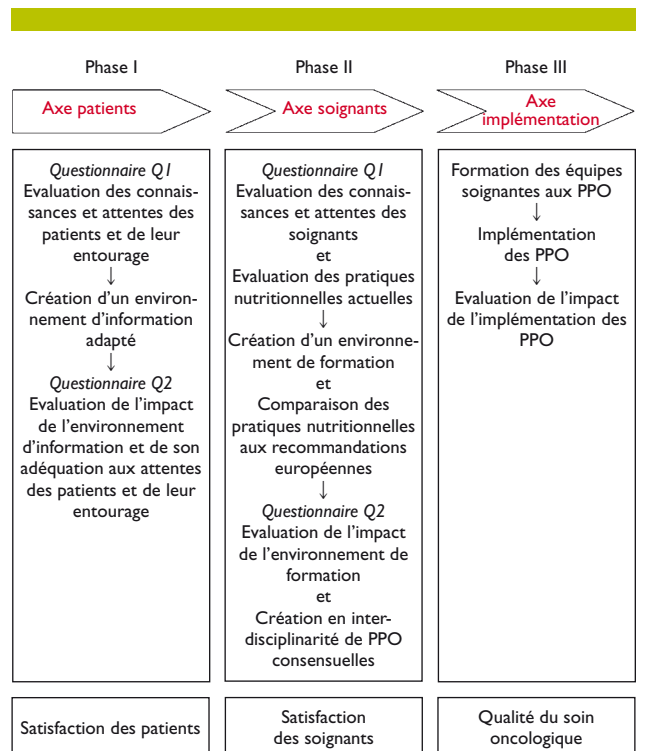 Phase I
Axe patients
Questionnaire Q1
Evaluation des connais-
sances et attentes des
patients et de leur
entourage
↓
Création d'un environ-
nement d'information
adapté
↓
Questionnaire Q2
Evaluation de l'impact
de l'environnement
d'information et de son
adéquation aux attentes
des patients et de leur
entourage
Satisfaction des patients
Phase II
Axe soignants
Questionnaire Q1
Evaluation des connais-
sances et attentes des
soignants
et
Evaluation des pratiques
nutritionnelles actuelles
↓
Création d'un environne-
ment de formation
et
Comparaison des
pratiques nutritionnelles
aux recommandations
européennes
↓
Questionnaire Q2
Evaluation de l'impact
de l'environnement de
formation
et
Création en inter-
disciplinarité de PPO
consensuelles
Satisfaction
des soignants
Phase III
Axe
implémentation
Formation des équipes
soignantes aux PPO
↓
Implémentation
des PPO
↓
Evaluation de l'impact
de l'implémentation des
PPO
Qualité du soin
oncologique